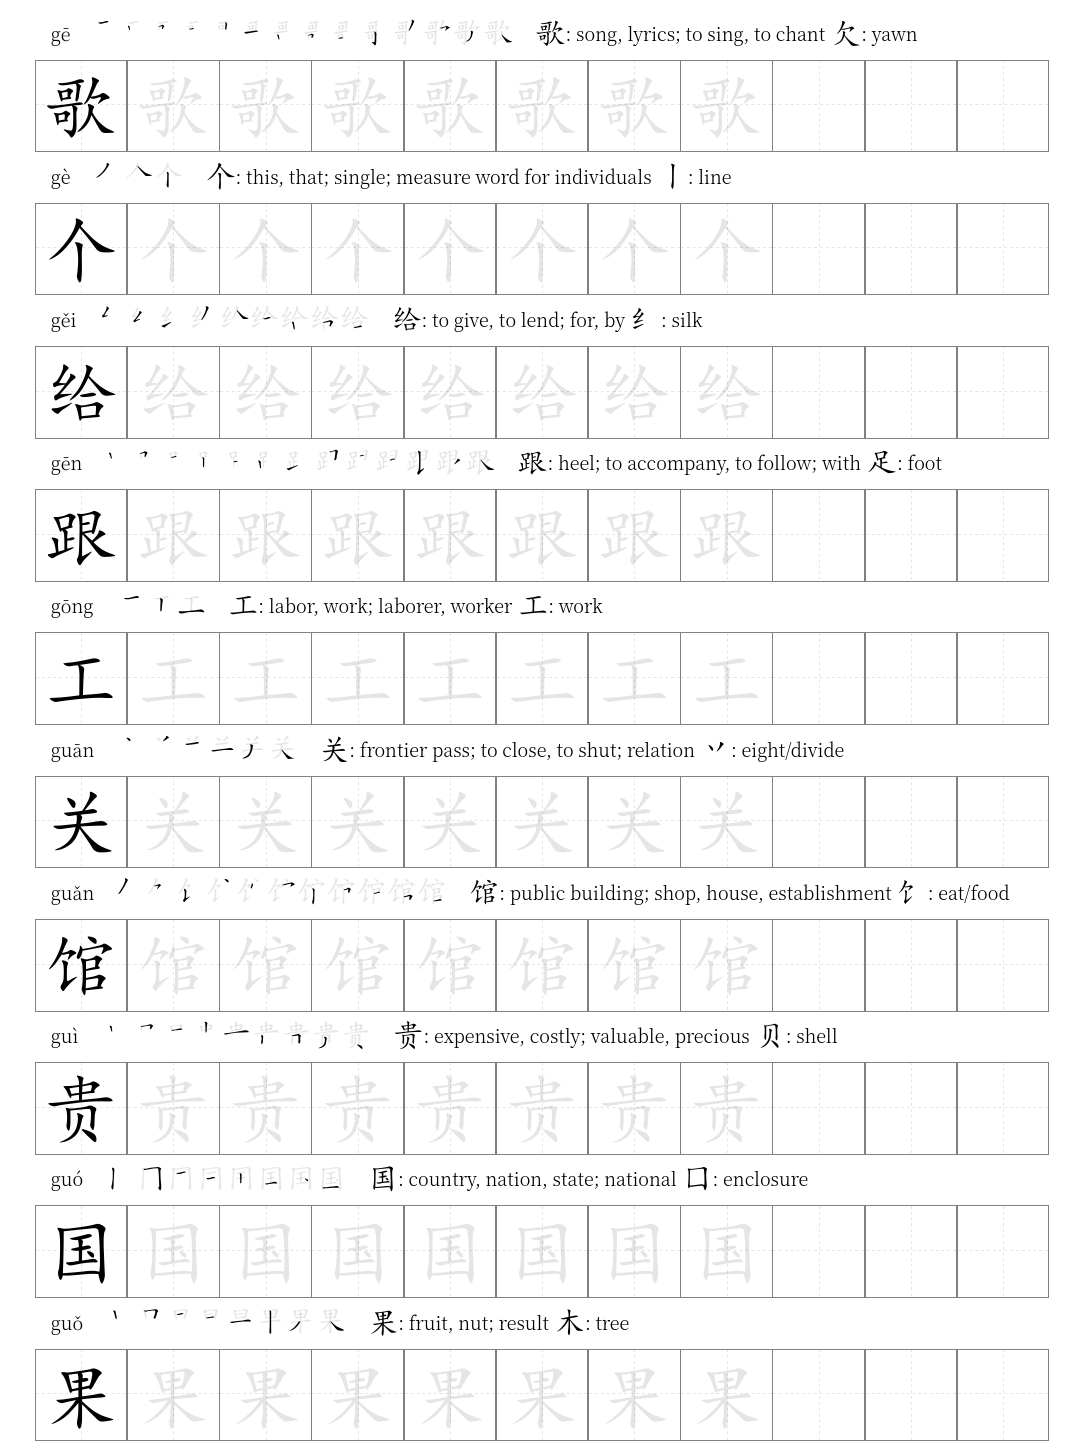 gē 歌: song, lyrics; to sing, to chant 欠: yawn
歌 歌 歌 歌 歌 歌 歌 歌
gè 个: this, that; single; measure word for individuals 丨: line
个 个 个 个 个 个 个 个
gěi 给: to give, to lend; for, by 纟: silk
给 给 给 给 给 给 给 给
gēn 跟: heel; to accompany, to follow; with 足: foot
跟 跟 跟 跟 跟 跟 跟 跟
gōng 工: labor, work; laborer, worker 工: work
工 工 工 工 工 工 工 工
guān 关: frontier pass; to close, to shut; relation 丷: eight/divide
关 关 关 关 关 关 关 关
guǎn 馆: public building; shop, house, establishment 饣: eat/food
馆 馆 馆 馆 馆 馆 馆 馆
guì 贵: expensive, costly; valuable, precious 贝: shell
贵 贵 贵 贵 贵 贵 贵 贵
guó 国: country, nation, state; national 囗: enclosure
国 国 国 国 国 国 国 国
guǒ 果: fruit, nut; result 木: tree
果 果 果 果 果 果 果 果